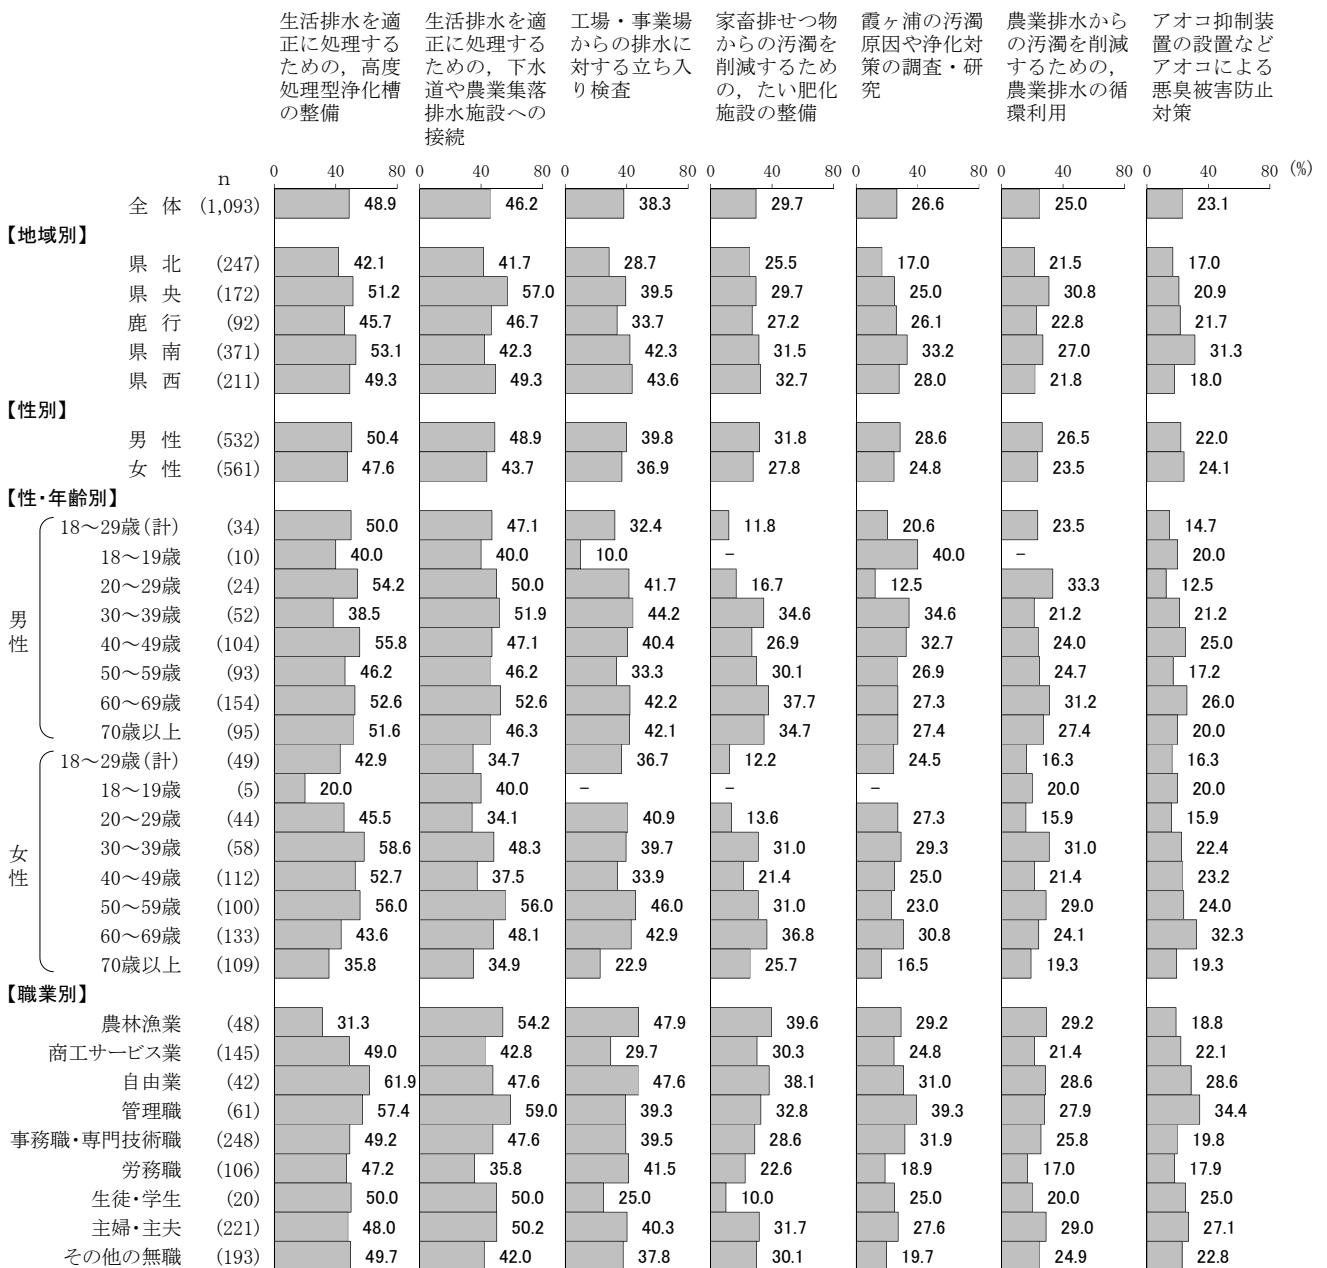 生活排水を適
正に処理する
ための，高度
処理型浄化槽
の整備
生活排水を適
正に処理する
ための，下水
道や農業集落
排水施設への
接続
工場・事業場
からの排水に
対する立ち入
り検査
家畜排せつ物
からの汚濁を
削減するため
の，たい肥化
施設の整備
霞ヶ浦の汚濁
原因や浄化対
策の調査・研
究
農業排水から
の汚濁を削減
するための，
農業排水の循
環利用
アオコ抑制装
置の設置など
アオコによる
悪臭被害防止
対策
n 0 40 80 0 40 80 0 40 80 0 40 80 0 40 80 0 40 80 0 40 80 (%)
全 体 (1,093) 48.9 46.2 38.3 29.7 26.6 25.0 23.1
【地域別】
県 北 (247) 42.1 41.7 28.7 25.5 17.0 21.5 17.0
県 央 (172) 51.2 57.0 39.5 29.7 25.0 30.8 20.9
鹿 行 (92) 45.7 46.7 33.7 27.2 26.1 22.8 21.7
県 南 (371) 53.1 42.3 42.3 31.5 33.2 27.0 31.3
県 西 (211) 49.3 49.3 43.6 32.7 28.0 21.8 18.0
【性別】
男 性 (532) 50.4 48.9 39.8 31.8 28.6 26.5 22.0
女 性 (561) 47.6 43.7 36.9 27.8 24.8 23.5 24.1
【性・年齢別】
男性
18～29歳(計) (34) 50.0 47.1 32.4 11.8 20.6 23.5 14.7
18～19歳 (10) 40.0 40.0 10.0 － 40.0 － 20.0
20～29歳 (24) 54.2 50.0 41.7 16.7 12.5 33.3 12.5
30～39歳 (52) 38.5 51.9 44.2 34.6 34.6 21.2 21.2
40～49歳 (104) 55.8 47.1 40.4 26.9 32.7 24.0 25.0
50～59歳 (93) 46.2 46.2 33.3 30.1 26.9 24.7 17.2
60～69歳 (154) 52.6 52.6 42.2 37.7 27.3 31.2 26.0
70歳以上 (95) 51.6 46.3 42.1 34.7 27.4 27.4 20.0
女性
18～29歳(計) (49) 42.9 34.7 36.7 12.2 24.5 16.3 16.3
18～19歳 (5) 20.0 40.0 － － － 20.0 20.0
20～29歳 (44) 45.5 34.1 40.9 13.6 27.3 15.9 15.9
30～39歳 (58) 58.6 48.3 39.7 31.0 29.3 31.0 22.4
40～49歳 (112) 52.7 37.5 33.9 21.4 25.0 21.4 23.2
50～59歳 (100) 56.0 56.0 46.0 31.0 23.0 29.0 24.0
60～69歳 (133) 43.6 48.1 42.9 36.8 30.8 24.1 32.3
70歳以上 (109) 35.8 34.9 22.9 25.7 16.5 19.3 19.3
【職業別】
農林漁業 (48) 31.3 54.2 47.9 39.6 29.2 29.2 18.8
商工サービス業 (145) 49.0 42.8 29.7 30.3 24.8 21.4 22.1
自由業 (42) 61.9 47.6 47.6 38.1 31.0 28.6 28.6
管理職 (61) 57.4 59.0 39.3 32.8 39.3 27.9 34.4
事務職・専門技術職 (248) 49.2 47.6 39.5 28.6 31.9 25.8 19.8
労務職 (106) 47.2 35.8 41.5 22.6 18.9 17.0 17.9
生徒・学生 (20) 50.0 50.0 25.0 10.0 25.0 20.0 25.0
主婦・主夫 (221) 48.0 50.2 40.3 31.7 27.6 29.0 27.1
その他の無職 (193) 49.7 42.0 37.8 30.1 19.7 24.9 22.8